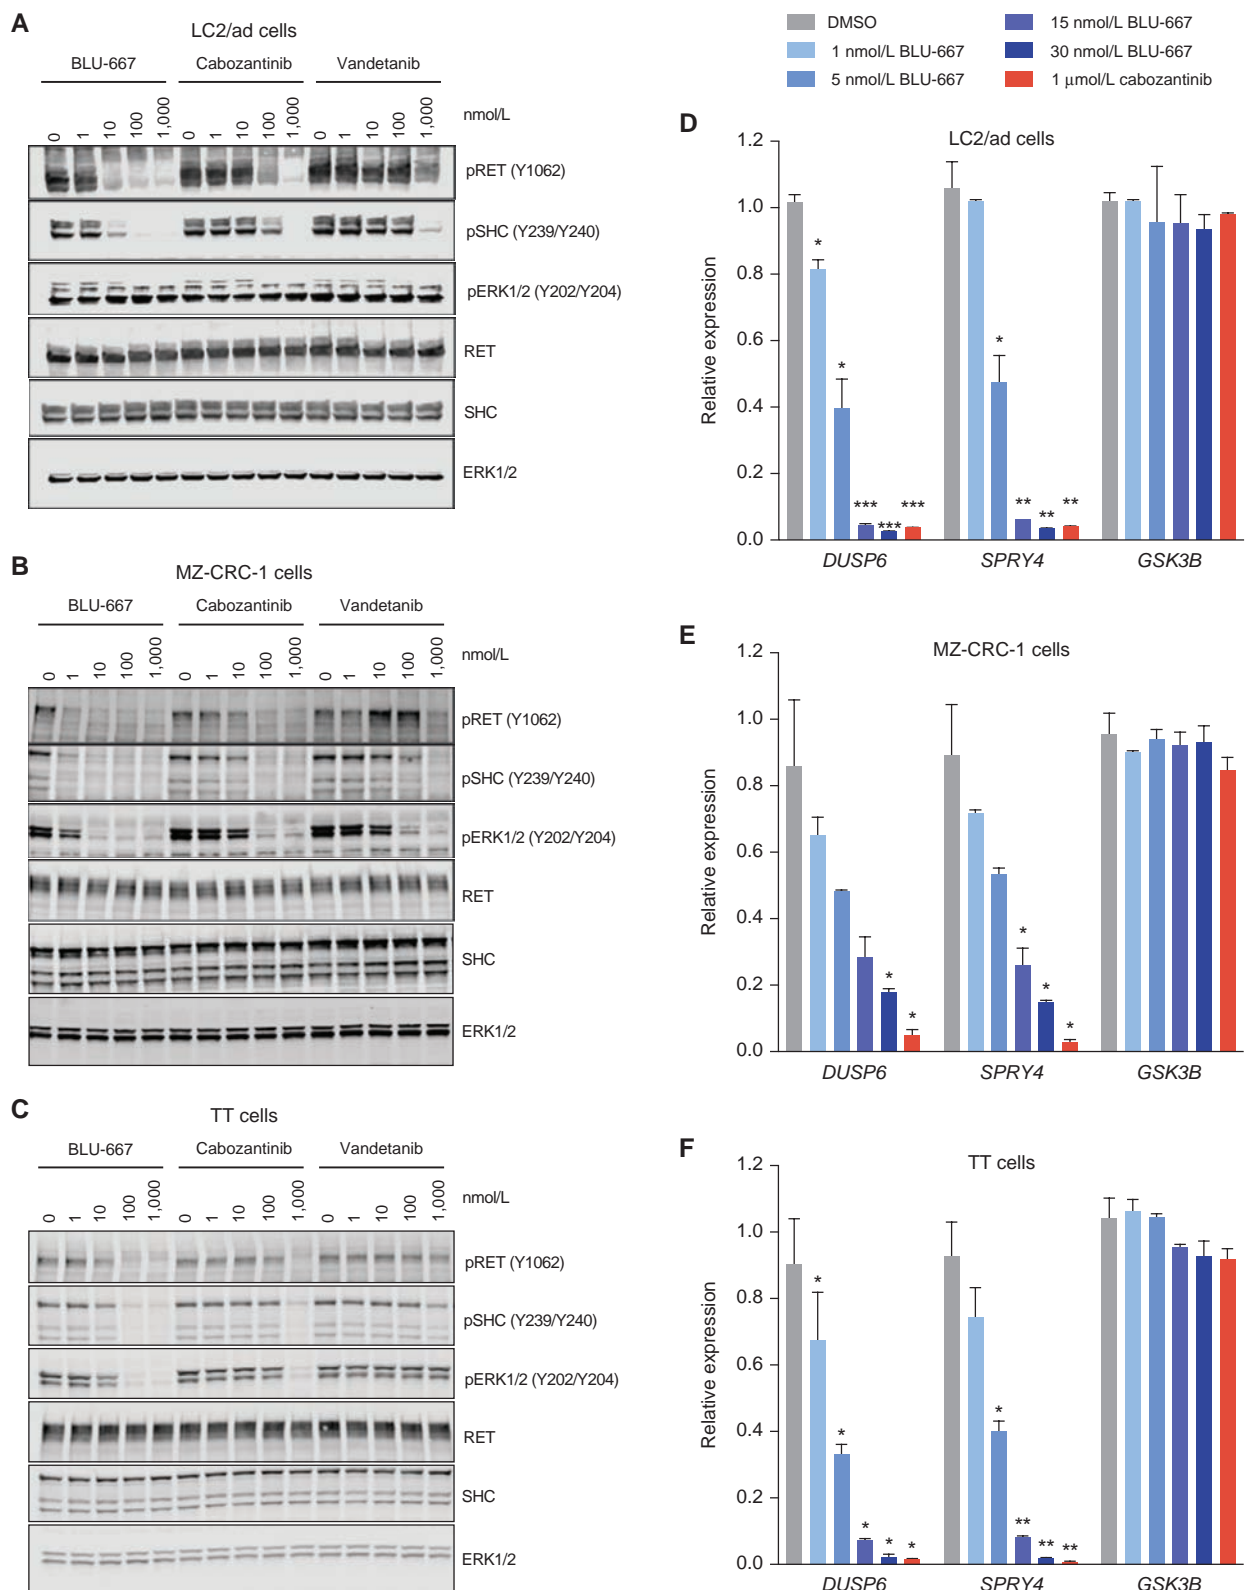 A
LC2/ad cells
BLU-667 Cabozantinib Vandetanib
0 1 10 100 1,000 0 1 10 100 1,000 0 1 10 100 1,000 nmol/L
pRET (Y1062)
pSHC (Y239/Y240)
pERK1/2 (Y202/Y204)
RET
SHC
ERK1/2
B
MZ-CRC-1 cells
BLU-667 Cabozantinib Vandetanib
0 1 10 100 1,000 0 1 10 100 1,000 0 1 10 100 1,000 nmol/L
pRET (Y1062)
pSHC (Y239/Y240)
pERK1/2 (Y202/Y204)
RET
SHC
ERK1/2
C
TT cells
BLU-667 Cabozantinib Vandetanib
0 1 10 100 1,000 0 1 10 100 1,000 0 1 10 100 1,000 nmol/L
pRET (Y1062)
pSHC (Y239/Y240)
pERK1/2 (Y202/Y204)
RET
SHC
ERK1/2
DMSO 15 nmol/L BLU-667
1 nmol/L BLU-667 30 nmol/L BLU-667
5 nmol/L BLU-667 1 μmol/L cabozantinib
D
LC2/ad cells
Relative expression
1.2
1.0
0.8
0.6
0.4
0.2
0.0
* * *** *** *** * ** ** **
DUSP6 SPRY4 GSK3B
E
MZ-CRC-1 cells
Relative expression
1.2
1.0
0.8
0.6
0.4
0.2
0.0
* * * * *
DUSP6 SPRY4 GSK3B
F
TT cells
Relative expression
1.2
1.0
0.8
0.6
0.4
0.2
0.0
* * * * * * ** ** **
DUSP6 SPRY4 GSK3B